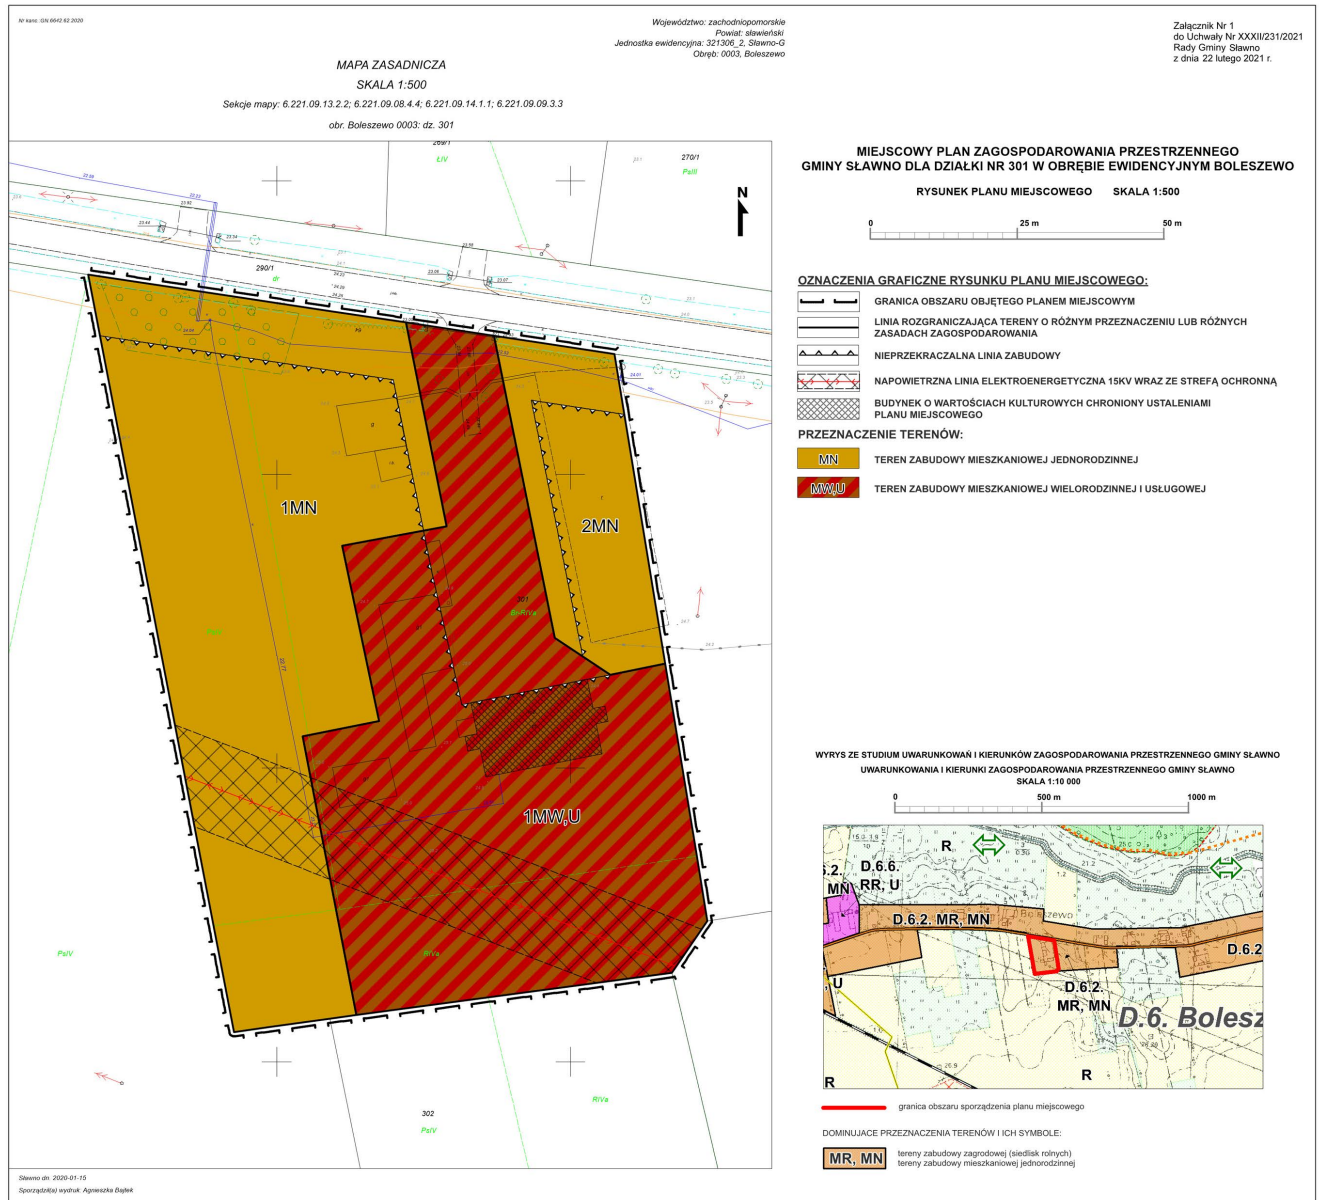 Nr kanc.:GN.6642.62.2020
Województwo: zachodniopomorskie
Powiat: sławieński
Jednostka ewidencyjna: 321306_2, Sławno-G
Obręb: 0003, Boleszewo
Załącznik Nr 1
do Uchwały Nr XXXII/231/2021
Rady Gminy Sławno
z dnia 22 lutego 2021 r.
MAPA ZASADNICZA
SKALA 1:500
Sekcje mapy: 6.221.09.13.2.2; 6.221.09.08.4.4; 6.221.09.14.1.1; 6.221.09.09.3.3
obr. Boleszewo 0003: dz. 301
MIEJSCOWY PLAN ZAGOSPODAROWANIA PRZESTRZENNEGO
GMINY SŁAWNO DLA DZIAŁKI NR 301 W OBRĘBIE EWIDENCYJNYM BOLESZEWO
RYSUNEK PLANU MIEJSCOWEGO SKALA 1:500
0 25 m 50 m
OZNACZENIA GRAFICZNE RYSUNKU PLANU MIEJSCOWEGO:
GRANICA OBSZARU OBJĘTEGO PLANEM MIEJSCOWYM
LINIA ROZGRANICZAJĄCA TERENY O RÓŻNYM PRZEZNACZENIU LUB RÓŻNYCH
ZASADACH ZAGOSPODAROWANIA
NIEPRZEKRACZALNA LINIA ZABUDOWY
NAPOWIETRZNA LINIA ELEKTROENERGETYCZNA 15KV WRAZ ZE STREFĄ OCHRONNĄ
BUDYNEK O WARTOŚCIACH KULTUROWYCH CHRONIONY USTALENIAMI
PLANU MIEJSCOWEGO
PRZEZNACZENIE TERENÓW:
MN TEREN ZABUDOWY MIESZKANIOWEJ JEDNORODZINNEJ
MW,U TEREN ZABUDOWY MIESZKANIOWEJ WIELORODZINNEJ I USŁUGOWEJ
269/1
ŁIV
270/1
PsIII
N
290/1
dr
1MN
2MN
301
Br-RIVa
1MW,U
PsIV
RIVa
302
PsIV
RIVa
WYRYS ZE STUDIUM UWARUNKOWAŃ I KIERUNKÓW ZAGOSPODAROWANIA PRZESTRZENNEGO GMINY SŁAWNO
UWARUNKOWANIA I KIERUNKI ZAGOSPODAROWANIA PRZESTRZENNEGO GMINY SŁAWNO
SKALA 1:10 000
0 500 m 1000 m
R
D.6.6.
RR, U
MN
D.6.2. MR, MN
D.6.2
, U
D.6.2.
MR, MN
D.6. Bolesz
R
R
granica obszaru sporządzenia planu miejscowego
DOMINUJACE PRZEZNACZENIA TERENÓW I ICH SYMBOLE:
MR, MN
tereny zabudowy zagrodowej (siedlisk rolnych)
tereny zabudowy mieszkaniowej jednorodzinnej
Sławno dn. 2020-01-15
Sporządził(a) wydruk: Agnieszka Bajłek